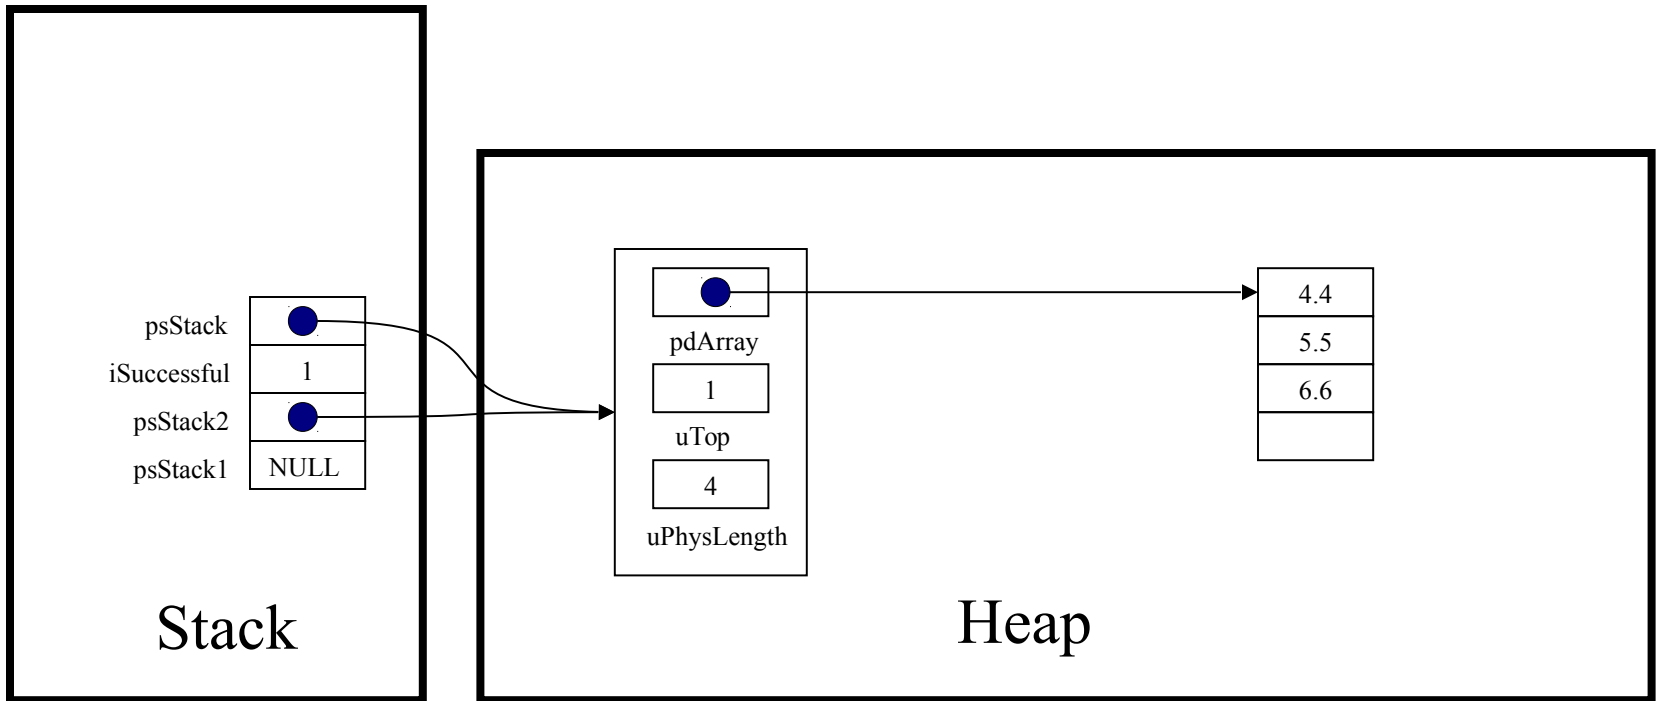 psStack
iSuccessful 1
psStack2
psStack1 NULL
Stack
pdArray
1
uTop
4
uPhysLength
4.4
5.5
6.6
Heap